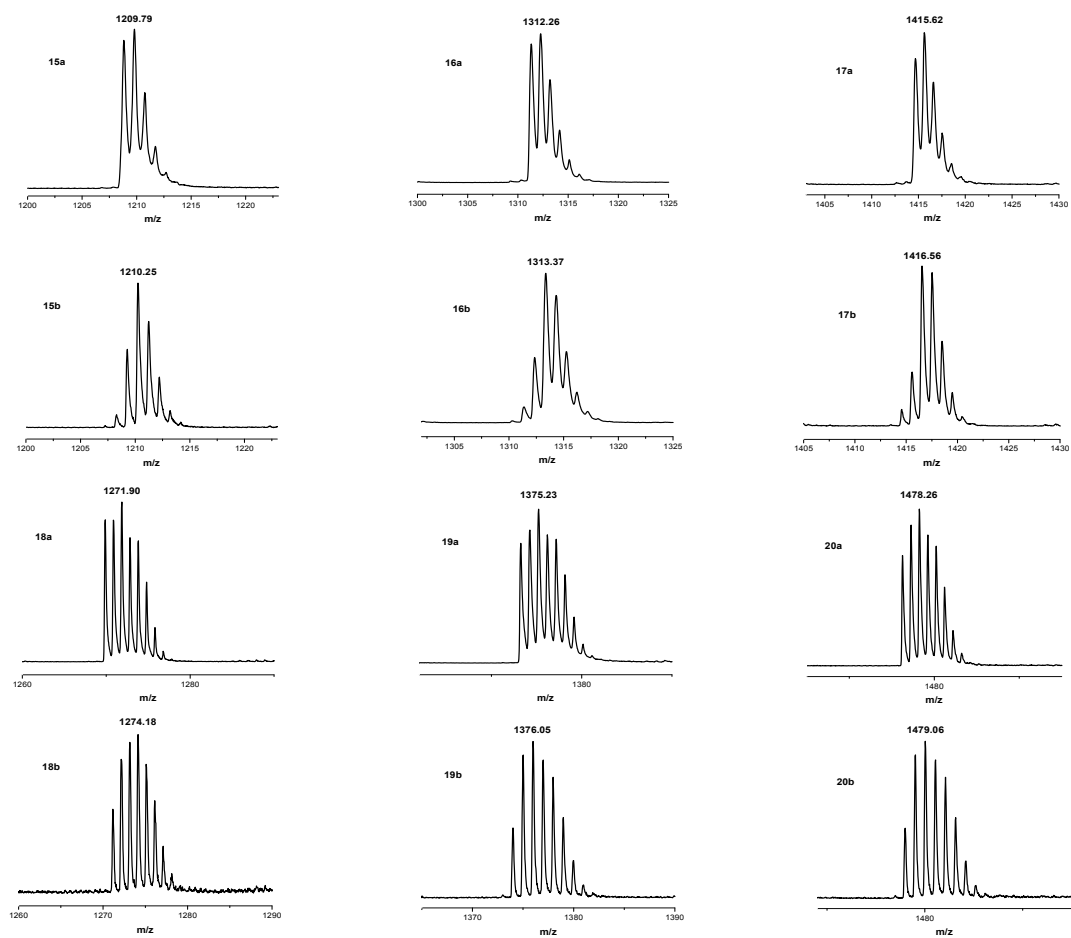 1209.79
15a
1200 1205 1210 1215 1220
m/z
1312.26
16a
1300 1305 1310 1315 1320 1325
m/z
1415.62
17a
1405 1410 1415 1420 1425 1430
m/z
1210.25
15b
1200 1205 1210 1215 1220
m/z
1313.37
16b
1305 1310 1315 1320 1325
m/z
1416.56
17b
1405 1410 1415 1420 1425 1430
m/z
1271.90
18a
1260 1280
m/z
1375.23
19a
1380
m/z
1478.26
20a
1480
m/z
1274.18
18b
1260 1270 1280 1290
m/z
1376.05
19b
1370 1380 1390
m/z
1479.06
20b
1480
m/z